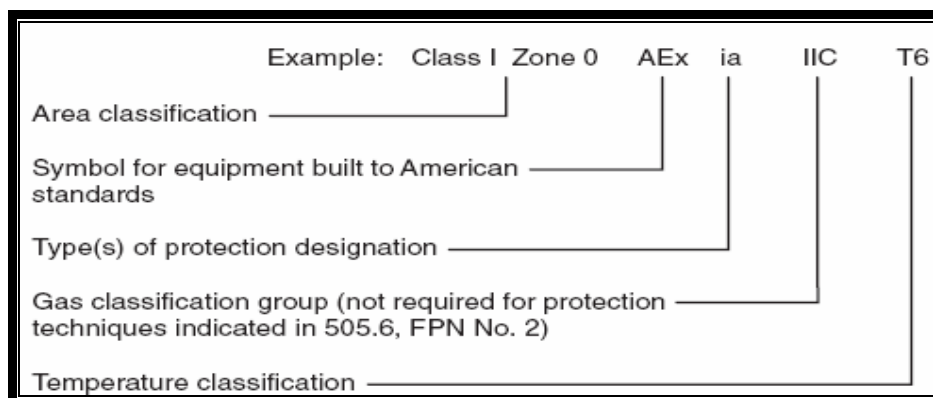 Example: Class I Zone 0 AEx ia IIC T6
Area classification
Symbol for equipment built to American
standards
Type(s) of protection designation
Gas classification group (not required for protection
techniques indicated in 505.6, FPN No. 2)
Temperature classification